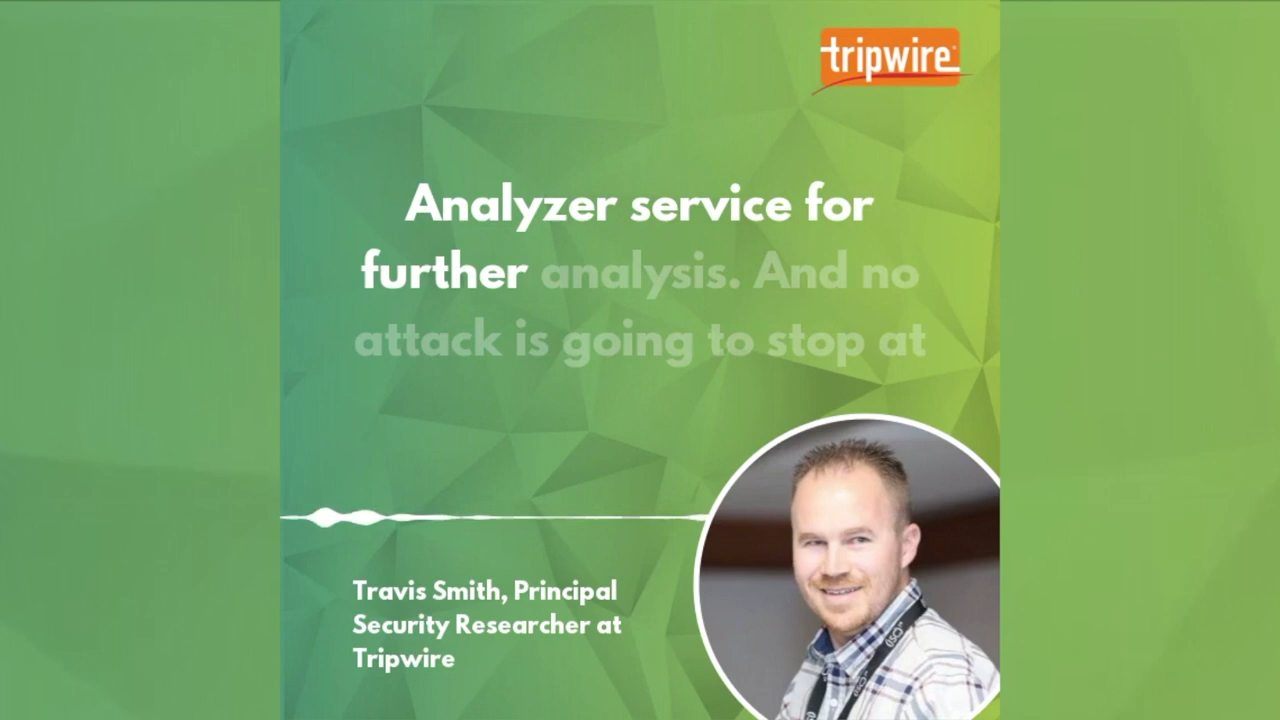 tripwire
Analyzer service for
further analysis. And no
attack is going to stop at
Travis Smith, Principal
Security Researcher at
Tripwire